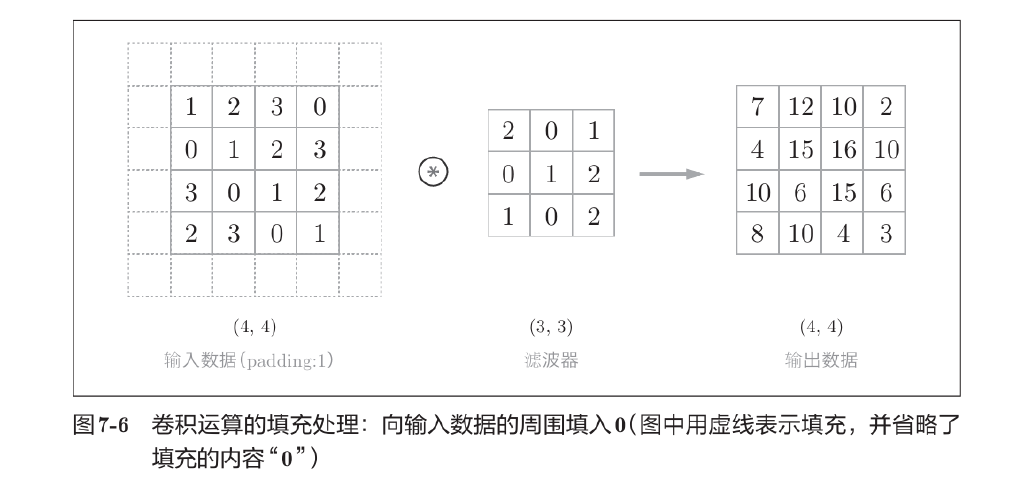 1 2 3 0
0 1 2 3
3 0 1 2
2 3 0 1
*
2 0 1
0 1 2
1 0 2
7 12 10 2
4 15 16 10
10 6 15 6
8 10 4 3
(4, 4)
输入数据(padding:1)
(3, 3)
滤波器
(4, 4)
输出数据
图7-6 卷积运算的填充处理：向输入数据的周围填入0(图中用虚线表示填充，并省略了
填充的内容“0”)